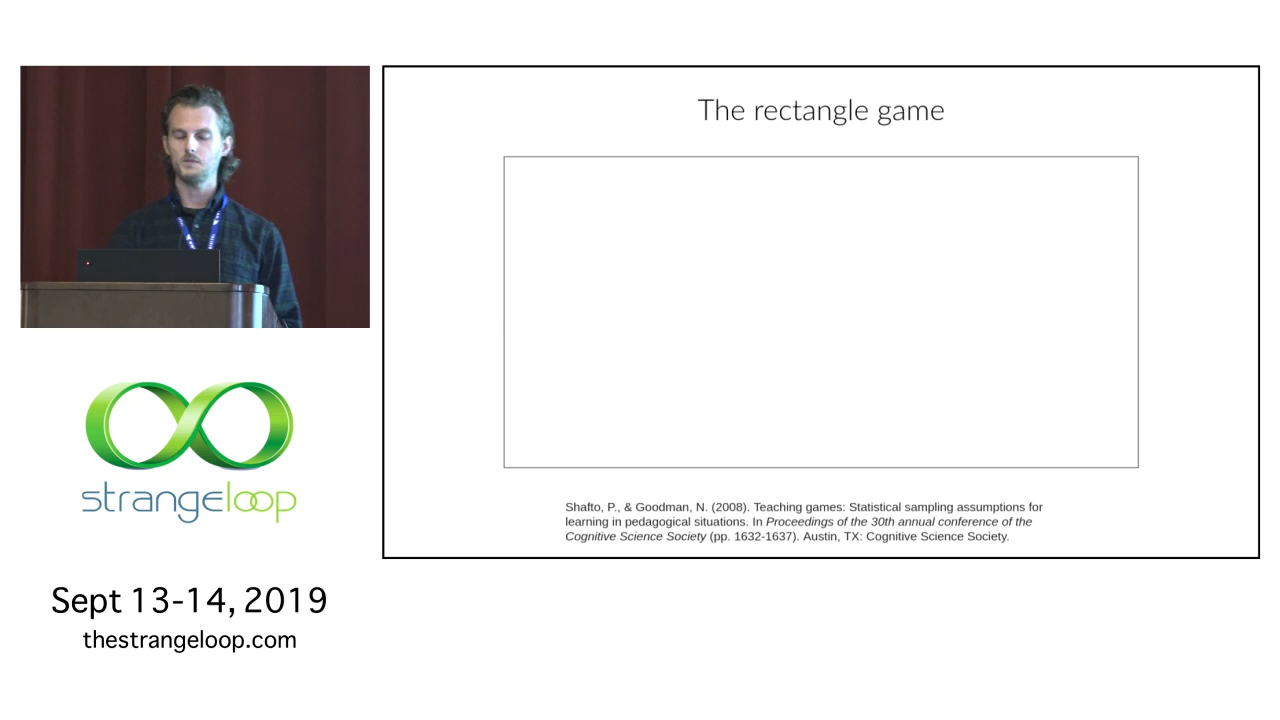 The rectangle game
Shafto, P., & Goodman, N. (2008). Teaching games: Statistical sampling assumptions for
learning in pedagogical situations. In Proceedings of the 30th annual conference of the
Cognitive Science Society (pp. 1632-1637). Austin, TX: Cognitive Science Society.
strangeloop
Sept 13-14, 2019
thestrangeloop.com